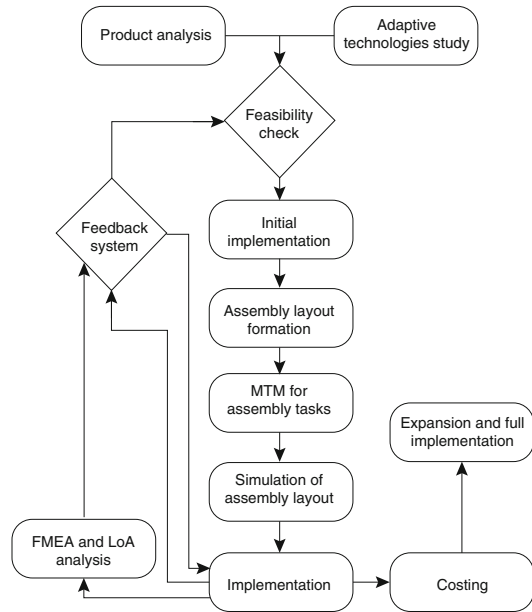 Product analysis
Adaptive
technologies study
Feasibility
check
Feedback
system
Initial
implementation
Assembly layout
formation
MTM for
assembly tasks
Expansion and full
implementation
Simulation of
assembly layout
FMEA and LoA
analysis
Implementation
Costing